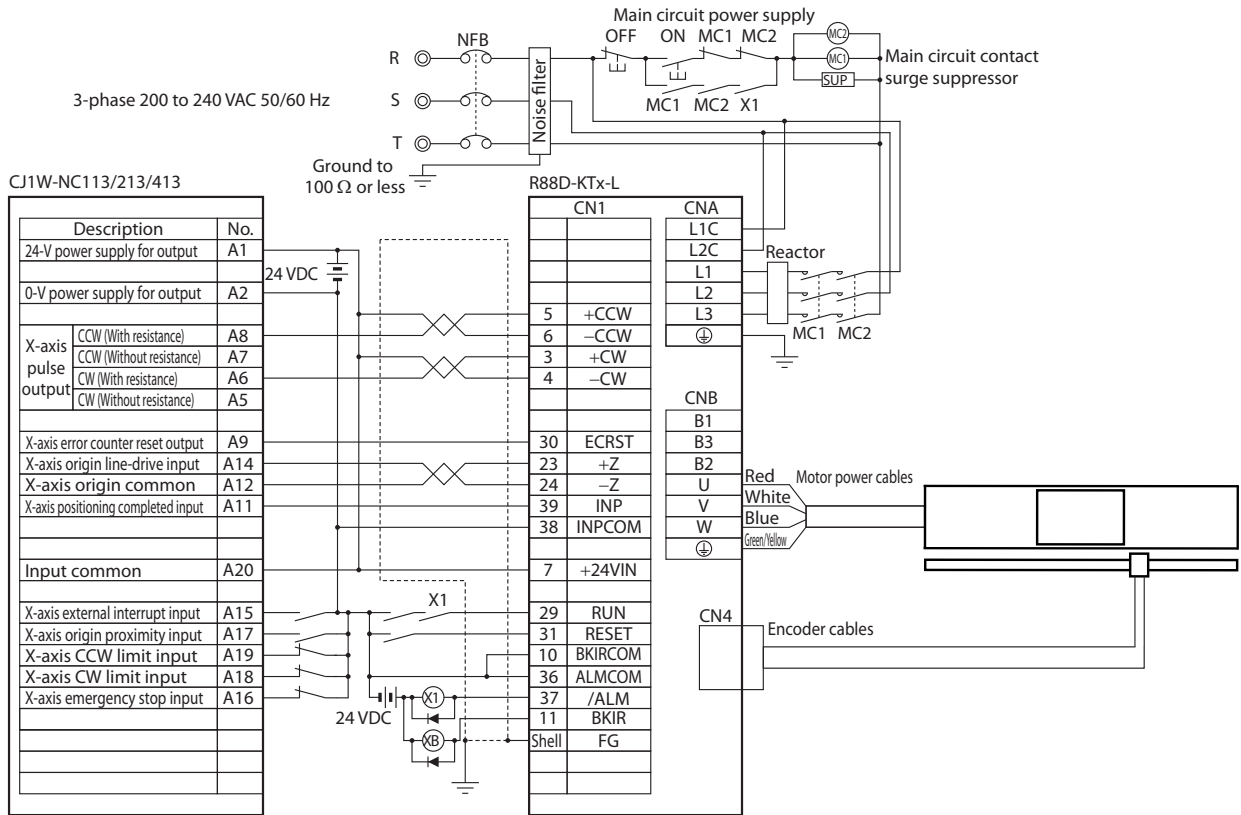 Main circuit power supply
OFF ON MC1 MC2
NFB
R
MC2
MC1
SUP
Main circuit contact
surge suppressor
3-phase 200 to 240 VAC 50/60 Hz
S
Noise filter
MC1 MC2 X1
T
Ground to
100 Ω or less
CJ1W-NC113/213/413
Description No.
24-V power supply for output A1
24 VDC
0-V power supply for output A2
X-axis pulse output
CCW (With resistance) A8
CCW (Without resistance) A7
CW (With resistance) A6
CW (Without resistance) A5
X-axis error counter reset output A9
X-axis origin line-drive input A14
X-axis origin common A12
X-axis positioning completed input A11
Input common A20
X-axis external interrupt input A15
X-axis origin proximity input A17
X-axis CCW limit input A19
X-axis CW limit input A18
X-axis emergency stop input A16
X1
24 VDC
X1
XB
R88D-KTx-L
CN1
5 +CCW
6 −CCW
3 +CW
4 −CW
30 ECRST
23 +Z
24 −Z
39 INP
38 INPCOM
7 +24VIN
29 RUN
31 RESET
10 BKIRCOM
36 ALMCOM
37 /ALM
11 BKIR
Shell FG
CNA
L1C
L2C
L1
L2
L3
Reactor
MC1 MC2
CNB
B1
B3
B2
U
V
W
Red
White
Blue
Green/Yellow
Motor power cables
CN4
Encoder cables